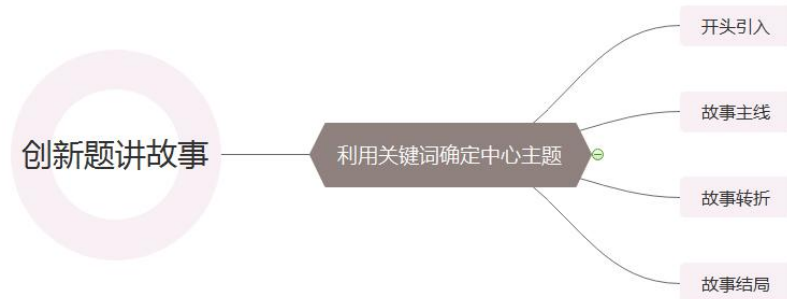 创新题讲故事
利用关键词确定中心主题
开头引入
故事主线
故事转折
故事结局